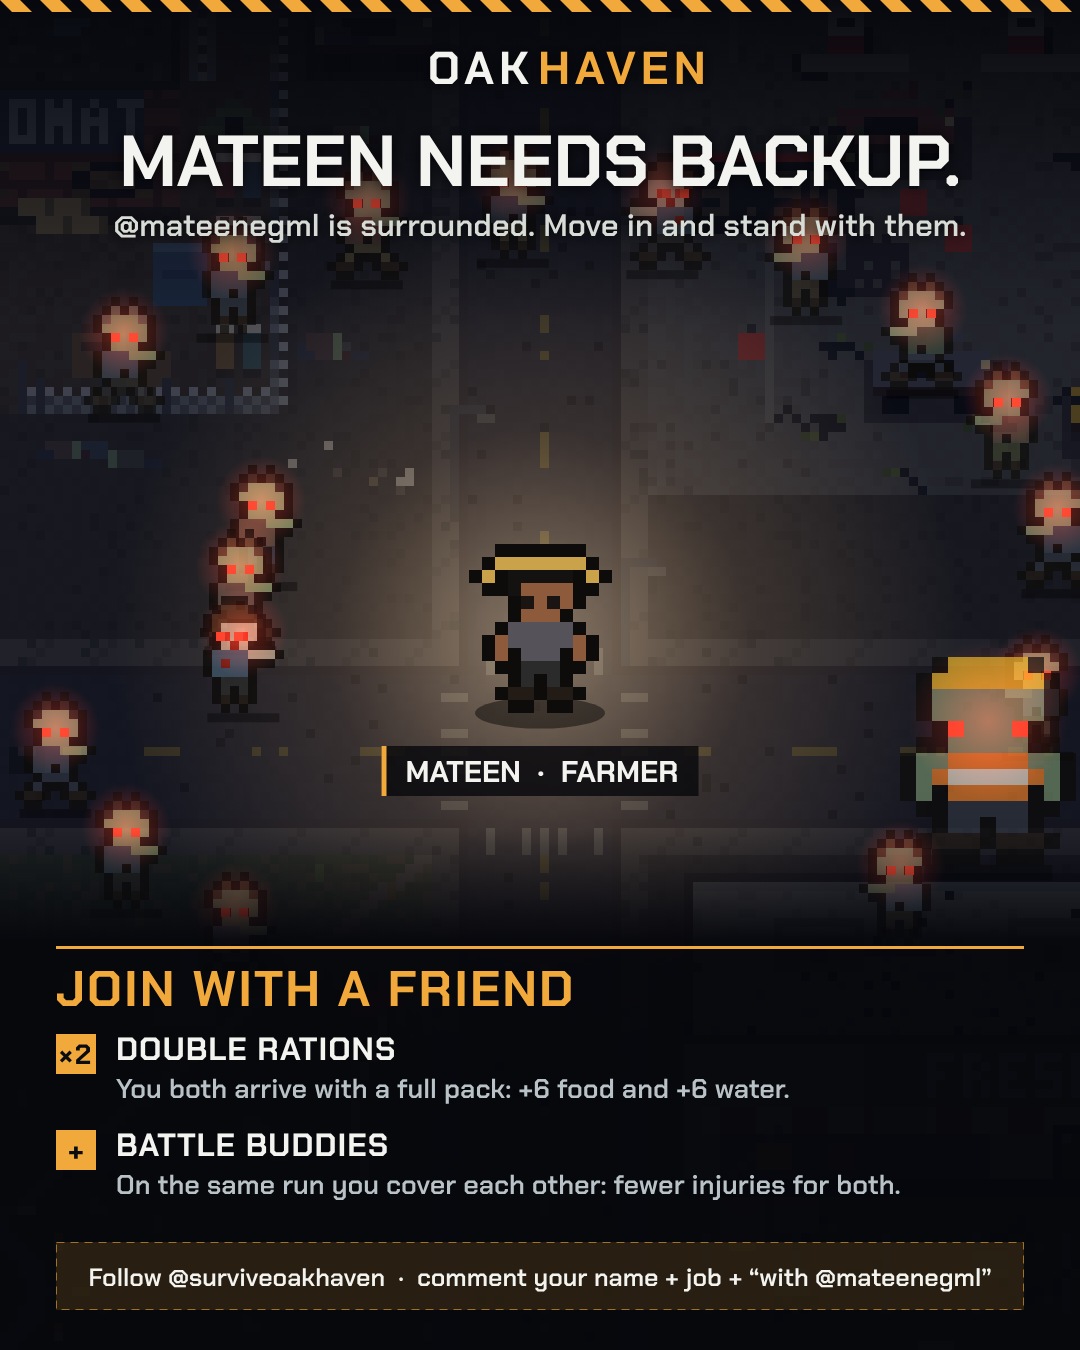 OMAT
OAKHAVEN
MATEEN NEEDS BACKUP.
@mateenegml is surrounded. Move in and stand with them.
MATEEN · FARMER
JOIN WITH A FRIEND
×2 DOUBLE RATIONS
You both arrive with a full pack: +6 food and +6 water.
+ BATTLE BUDDIES
On the same run you cover each other: fewer injuries for both.
Follow @surviveoakhaven · comment your name + job + “with @mateenegml”